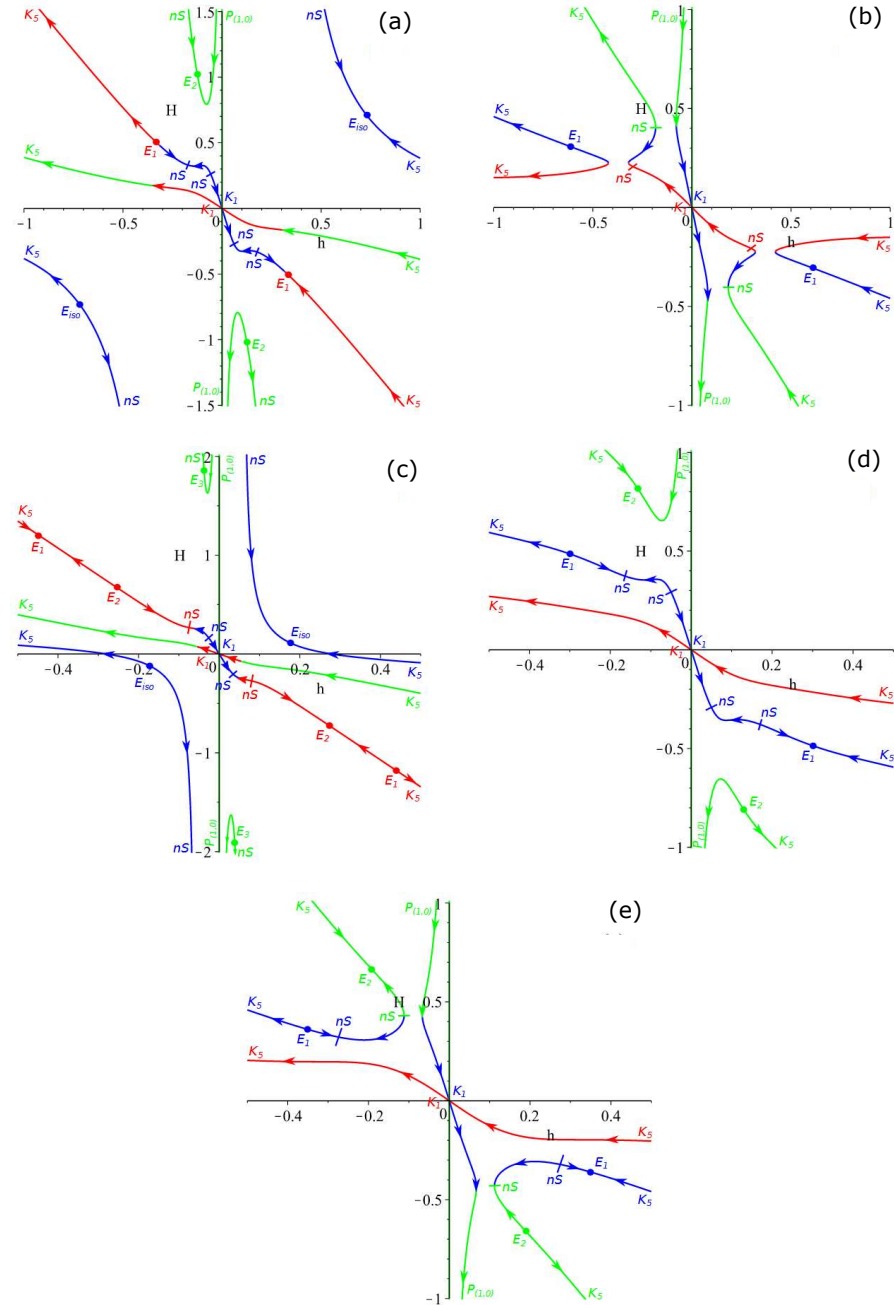 (a)
K5 nS P(1,0)
1.5
nS
E2
1
H
Eiso
0.5
E1
K5
K5
nS
nS
K1
K1
−1 −0.5 0 0.5 1
h
K5
nS
nS
−0.5
E1
K5
Eiso
−1
E2
K5
P(1,0)
nS
−1.5 nS
(b)
K5
1
P(1,0)
K5
H
0.5
nS
E1
K5
nS
K1
K1
−1 −0.5 0 0.5 1
nS
h
K5
nS
E1
K5
−0.5
P(1,0)
K5
−1
(c)
nS
E3
2
P(1,0)
nS
K5
E1
H
1
E2
nS
nS
K5
K5
K1
K1
Eiso
−0.4 −0.2 0 0.2 0.4
K5
Eiso
nS
nS
h
K5
E2
−1
E1
K5
P(1,0)
E3
nS
−2
nS
(d)
K5
1
P(1,0)
E2
K5
H
0.5
E1
nS
nS
K5
K1
K1
−0.4 −0.2 0 0.2 0.4
h
K5
nS
nS
−0.5
E1
K5
E2
P(1,0)
K5
−1
(e)
K5
1
P(1,0)
E2
H
0.5
K5
nS
nS
E1
K5
K1
K1
−0.4 −0.2 0 0.2 0.4
h
K5
E1
nS
K5
−0.5
nS
E2
P(1,0)
K5
−1